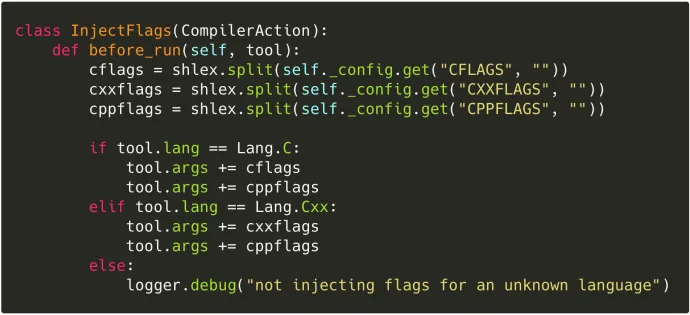 class InjectFlags(CompilerAction):
    def before_run(self, tool):
        cflags = shlex.split(self._config.get("CFLAGS", ""))
        cxxflags = shlex.split(self._config.get("CXXFLAGS", ""))
        cppflags = shlex.split(self._config.get("CPPFLAGS", ""))

        if tool.lang == Lang.C:
            tool.args += cflags
            tool.args += cppflags
        elif tool.lang == Lang.Cxx:
            tool.args += cxxflags
            tool.args += cppflags
        else:
            logger.debug("not injecting flags for an unknown language")